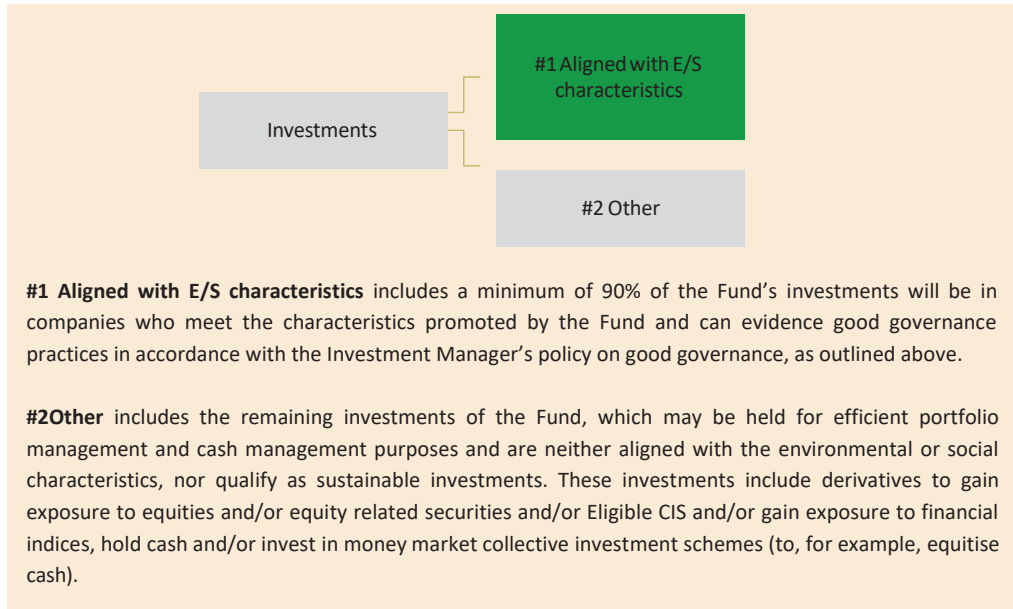 #1 Aligned with E/S
characteristics
Investments
#2 Other
#1 Aligned with E/S characteristics includes a minimum of 90% of the Fund’s investments will be in
companies who meet the characteristics promoted by the Fund and can evidence good governance
practices in accordance with the Investment Manager’s policy on good governance, as outlined above.
#2Other includes the remaining investments of the Fund, which may be held for efficient portfolio
management and cash management purposes and are neither aligned with the environmental or social
characteristics, nor qualify as sustainable investments. These investments include derivatives to gain
exposure to equities and/or equity related securities and/or Eligible CIS and/or gain exposure to financial
indices, hold cash and/or invest in money market collective investment schemes (to, for example, equitise
cash).